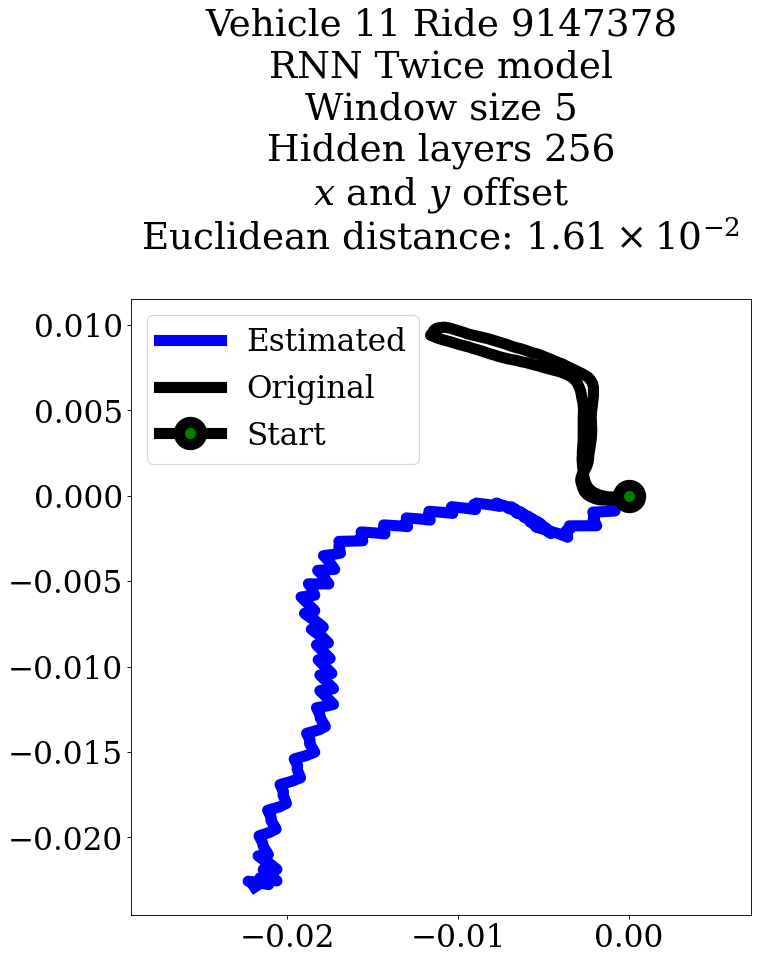 Vehicle 11 Ride 9147378
RNN Twice model
Window size 5
Hidden layers 256
x and y offset
Euclidean distance: 1.61 × 10⁻²
Estimated
Original
Start
0.010
0.005
0.000
−0.005
−0.010
−0.015
−0.020
−0.02
−0.01
0.00